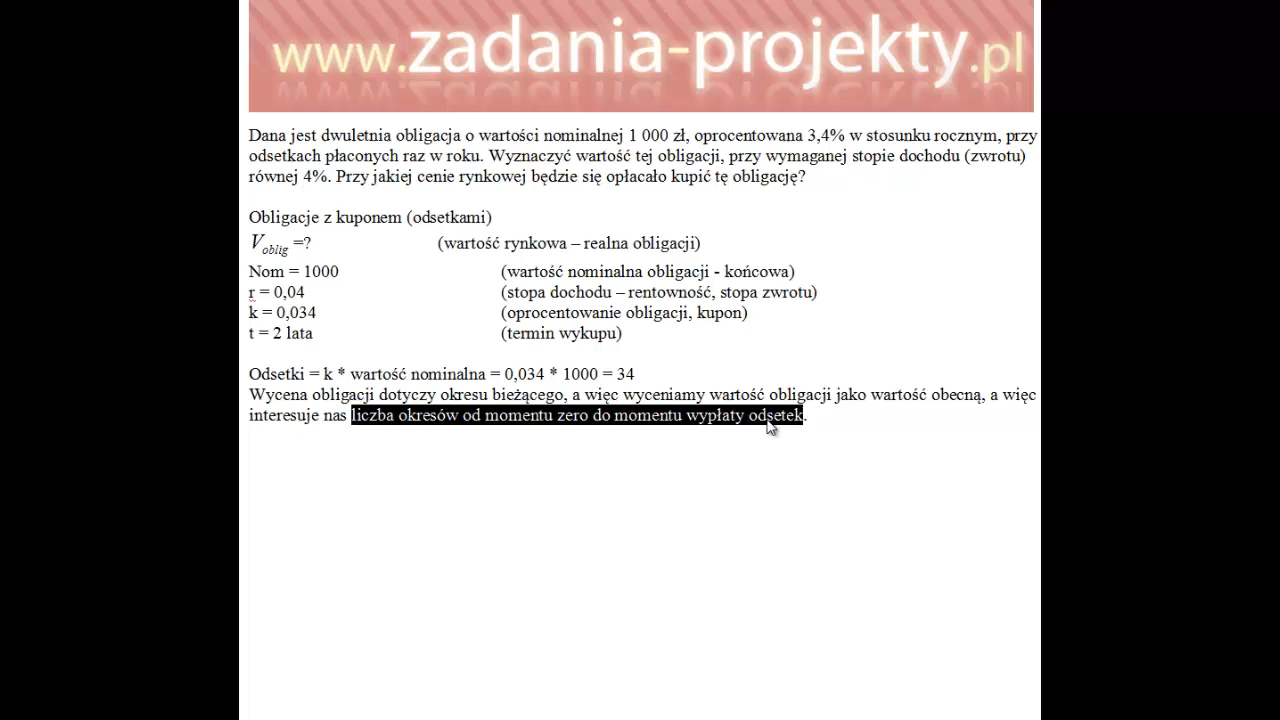 www.zadania-projekty.pl
Dana jest dwuletnia obligacja o wartości nominalnej 1 000 zł, oprocentowana 3,4% w stosunku rocznym, przy
odsetkach płaconych raz w roku. Wyznaczyć wartość tej obligacji, przy wymaganej stopie dochodu (zwrotu)
równej 4%. Przy jakiej cenie rynkowej będzie się opłacało kupić tę obligację?
Obligacje z kuponem (odsetkami)
Voblig =? (wartość rynkowa – realna obligacji)
Nom = 1000 (wartość nominalna obligacji - końcowa)
r = 0,04 (stopa dochodu – rentowność, stopa zwrotu)
k = 0,034 (oprocentowanie obligacji, kupon)
t = 2 lata (termin wykupu)
Odsetki = k * wartość nominalna = 0,034 * 1000 = 34
Wycena obligacji dotyczy okresu bieżącego, a więc wyceniamy wartość obligacji jako wartość obecną, a więc
interesuje nas liczba okresów od momentu zero do momentu wypłaty odsetek.